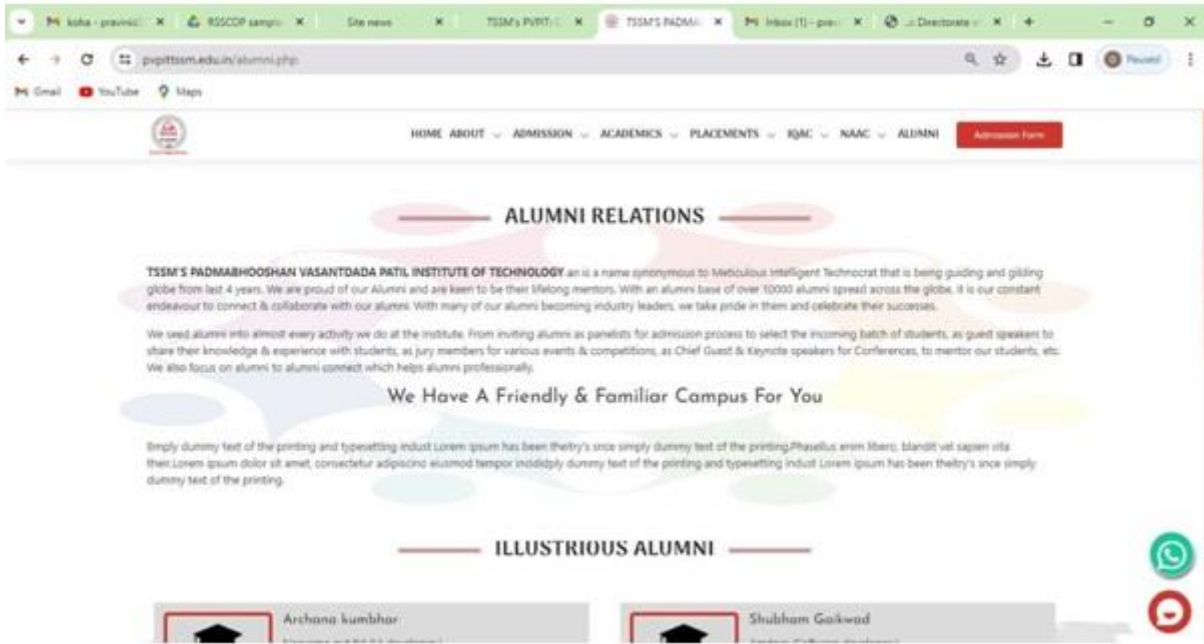 koha - pravinsic
RSSCOP sample
Site news
TSSM's PVPIT:
TSSM'S PADMA
Inbox (1) - prav
.:: Directorate
pvpittssm.edu.in/alumni.php
Paused
Gmail YouTube Maps
HOME ABOUT ADMISSION ACADEMICS PLACEMENTS IQAC NAAC ALUMNI Admission Form
ALUMNI RELATIONS
TSSM'S PADMABHOOSHAN VASANTDADA PATIL INSTITUTE OF TECHNOLOGY an is a name synonymous to Meticulous Intelligent Technocrat that is being guiding and gilding
globe from last 4 years. We are proud of our Alumni and are keen to be their lifelong mentors. With an alumni base of over 10000 alumni spread across the globe, it is our constant
endeavour to connect & collaborate with our alumni. With many of our alumni becoming industry leaders, we take pride in them and celebrate their successes.
We seed alumni into almost every activity we do at the institute. From inviting alumni as panelists for admission process to select the incoming batch of students, as guest speakers to
share their knowledge & experience with students, as jury members for various events & competitions, as Chief Guest & Keynote speakers for Conferences, to mentor our students, etc.
We also focus on alumni to alumni connect which helps alumni professionally.
We Have A Friendly & Familiar Campus For You
Bmply dummy text of the printing and typesetting indust Lorem ipsum has been theitry's snce simply dummy text of the printing.Phasellus enim libero, blandit vel sapien vita
their.Lorem ipsum dolor sit amet, consectetur adipiscing eiusmod tempor incididply dummy text of the printing and typesetting indust Lorem ipsum has been theitry's snce simply
dummy text of the printing.
ILLUSTRIOUS ALUMNI
Archana kumbhar
Shubham Gaikwad